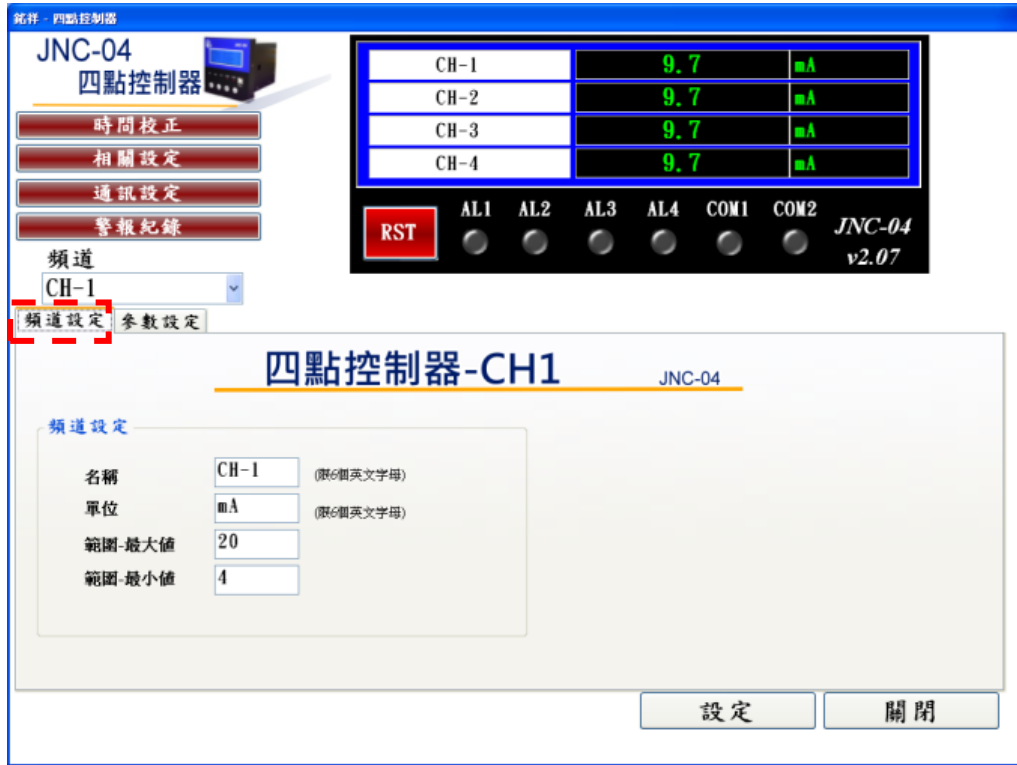 銘祥 - 四點控制器
JNC-04
四點控制器
時間校正
相關設定
通訊設定
警報紀錄
頻道
CH-1
CH-1 9.7 mA
CH-2 9.7 mA
CH-3 9.7 mA
CH-4 9.7 mA
RST AL1 AL2 AL3 AL4 COM1 COM2
JNC-04
v2.07
頻道設定 參數設定
四點控制器-CH1 JNC-04
頻道設定
名稱 CH-1 (限6個英文字母)
單位 mA (限6個英文字母)
範圍-最大值 20
範圍-最小值 4
設定 關閉